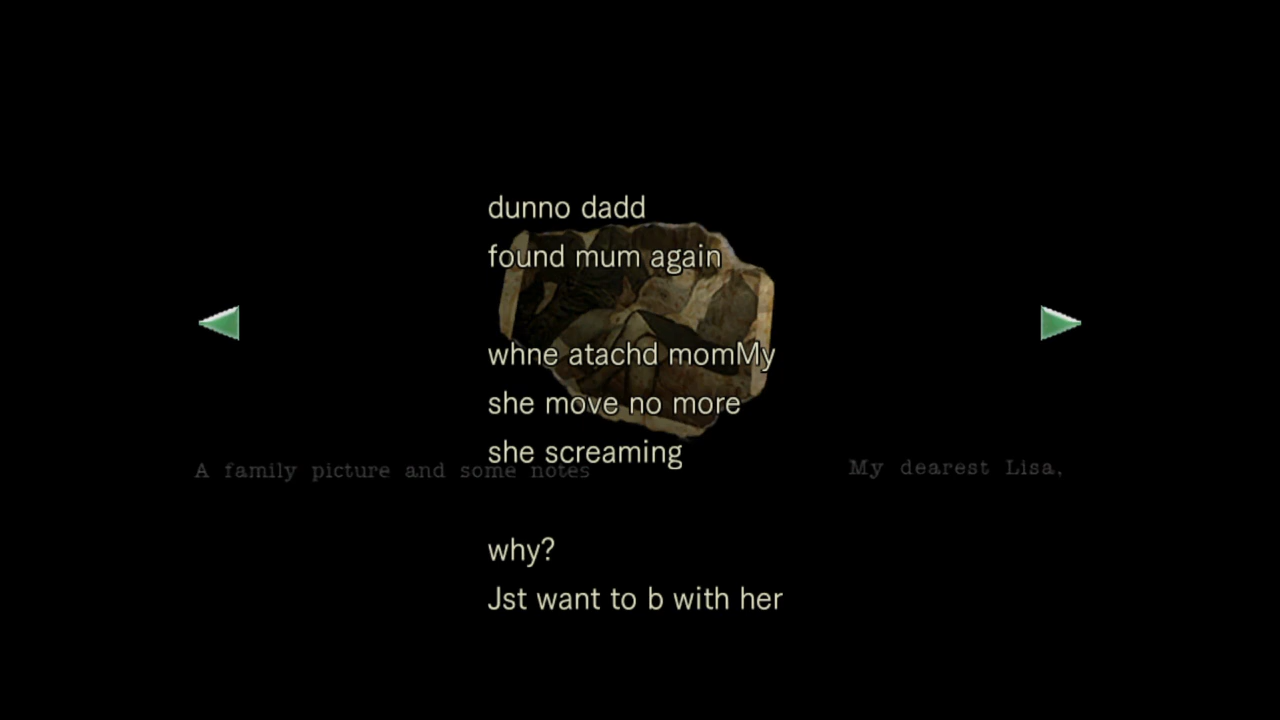 dunno dadd
found mum again
whne atachd momMy
she move no more
she screaming
A family picture and some notes
My dearest Lisa,
why?
Jst want to b with her